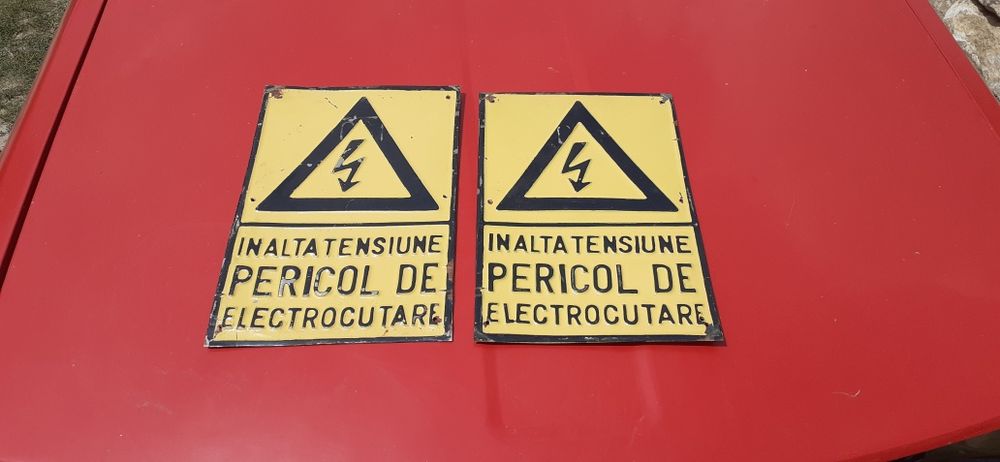 INALTA TENSIUNE
PERICOL DE
ELECTROCUTARE
INALTA TENSIUNE
PERICOL DE
ELECTROCUTARE